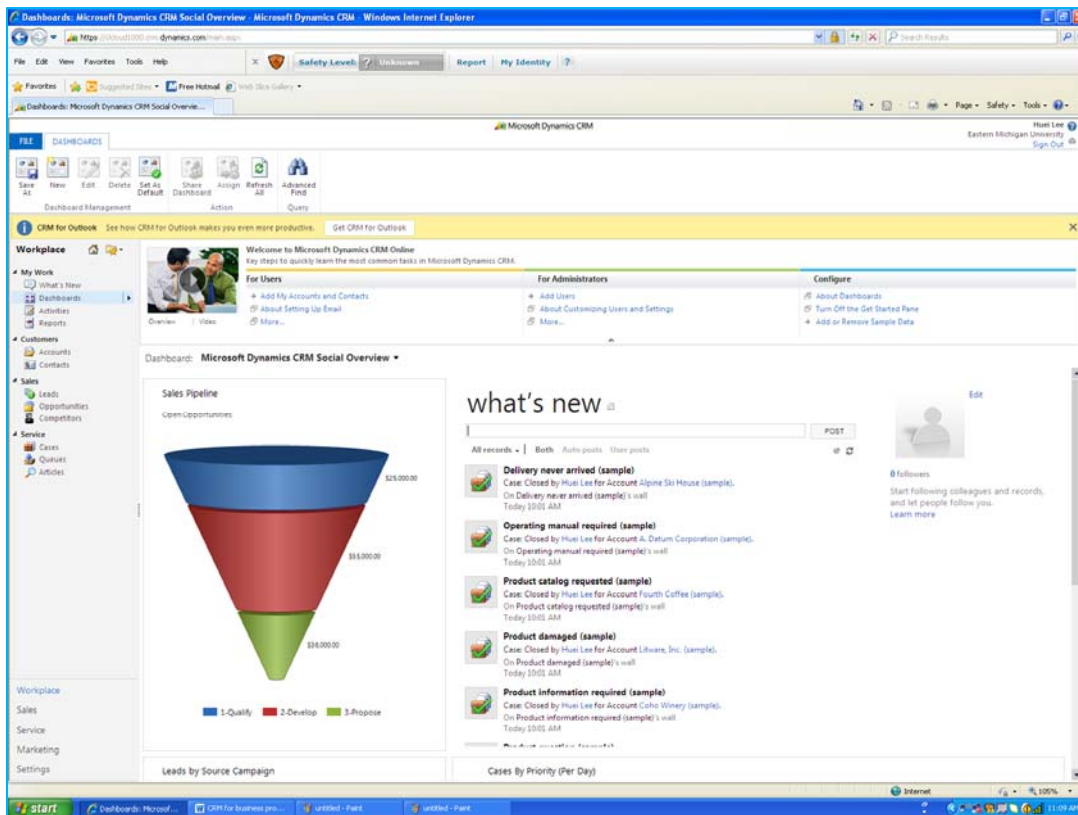 Dashboards: Microsoft Dynamics CRM Social Overview - Microsoft Dynamics CRM - Windows Internet Explorer
dynamics.com/main.aspx
Search Results
File Edit View Favorites Tools Help
Safety Level: ? Unknown Report My Identity ?
Favorites Suggested Sites Free Hotmail Web Slice Gallery
Dashboards: Microsoft Dynamics CRM Social Overvie...
Page Safety Tools
Microsoft Dynamics CRM
Huei Lee
Eastern Michigan University
Sign Out
FILE DASHBOARDS
Save As New Edit Delete Set As Default Share Dashboard Assign Refresh All Advanced Find
Dashboard Management Action Query
CRM for Outlook See how CRM for Outlook makes you even more productive. Get CRM for Outlook
Workplace
My Work
What's New
Dashboards
Activities
Reports
Customers
Accounts
Contacts
Sales
Leads
Opportunities
Competitors
Service
Cases
Queues
Articles
Workplace
Sales
Service
Marketing
Settings
Overview | Video
Welcome to Microsoft Dynamics CRM Online
Key steps to quickly learn the most common tasks in Microsoft Dynamics CRM.
For Users
Add My Accounts and Contacts
About Setting Up Email
More...
For Administrators
Add Users
About Customizing Users and Settings
More...
Configure
About Dashboards
Turn Off the Get Started Pane
Add or Remove Sample Data
Dashboard: Microsoft Dynamics CRM Social Overview
Sales Pipeline
Open Opportunities
$25,000.00
$55,000.00
$36,000.00
1-Qualify 2-Develop 3-Propose
what's new
POST
All records Both Auto posts User posts
Delivery never arrived (sample)
Case: Closed by Huei Lee for Account Alpine Ski House (sample).
On Delivery never arrived (sample)'s wall
Today 10:01 AM
Operating manual required (sample)
Case: Closed by Huei Lee for Account A. Datum Corporation (sample).
On Operating manual required (sample)'s wall
Today 10:01 AM
Product catalog requested (sample)
Case: Closed by Huei Lee for Account Fourth Coffee (sample).
On Product catalog requested (sample)'s wall
Today 10:01 AM
Product damaged (sample)
Case: Closed by Huei Lee for Account Litware, Inc. (sample).
On Product damaged (sample)'s wall
Today 10:01 AM
Product information required (sample)
Case: Closed by Huei Lee for Account Coho Winery (sample).
On Product information required (sample)'s wall
Today 10:01 AM
Edit
0 followers
Start following colleagues and records,
and let people follow you.
Learn more
Leads by Source Campaign
Cases By Priority (Per Day)
Internet 105%
start Dashboards: Microsof... CRM for business pro... untitled - Paint untitled - Paint 11:09 AM